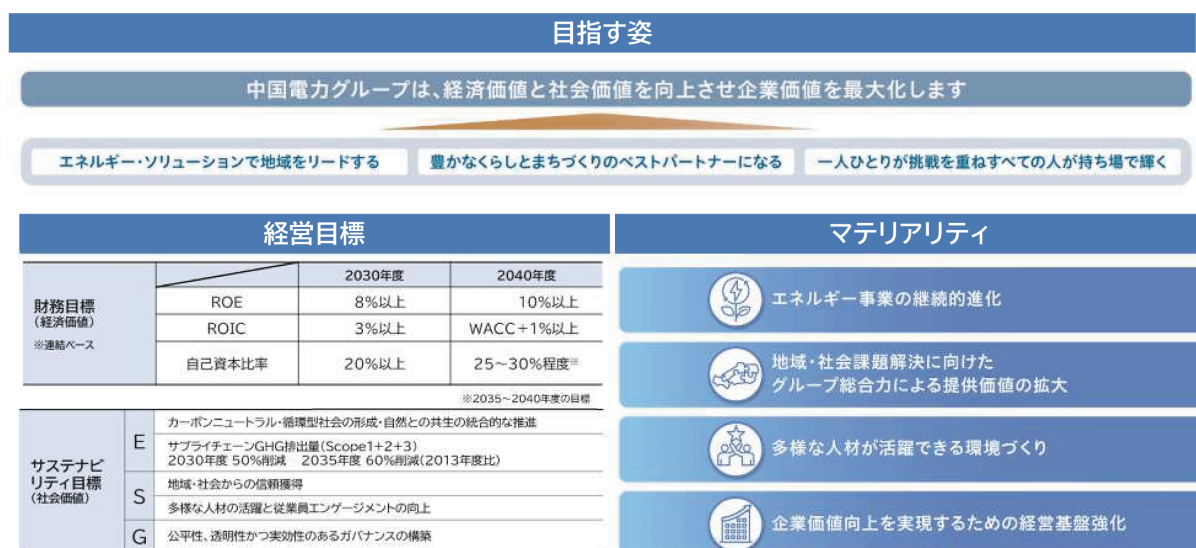 目指す姿
中国電力グループは、経済価値と社会価値を向上させ企業価値を最大化します
エネルギー・ソリューションで地域をリードする
豊かなくらしとまちづくりのベストパートナーになる
一人ひとりが挑戦を重ねすべての人が持ち場で輝く
経営目標
2030年度 2040年度
財務目標
(経済価値)
※連結ベース
ROE 8%以上 10%以上
ROIC 3%以上 WACC+1%以上
自己資本比率 20%以上 25~30%程度※
※2035~2040年度の目標
サステナビ
リティ目標
(社会価値)
E
カーボンニュートラル・循環型社会の形成・自然との共生の統合的な推進
サプライチェーンGHG排出量(Scope1+2+3)
2030年度 50%削減 2035年度 60%削減(2013年度比)
S
地域・社会からの信頼獲得
多様な人材の活躍と従業員エンゲージメントの向上
G
公平性、透明性かつ実効性のあるガバナンスの構築
マテリアリティ
エネルギー事業の継続的進化
地域・社会課題解決に向けた
グループ総合力による提供価値の拡大
多様な人材が活躍できる環境づくり
企業価値向上を実現するための経営基盤強化